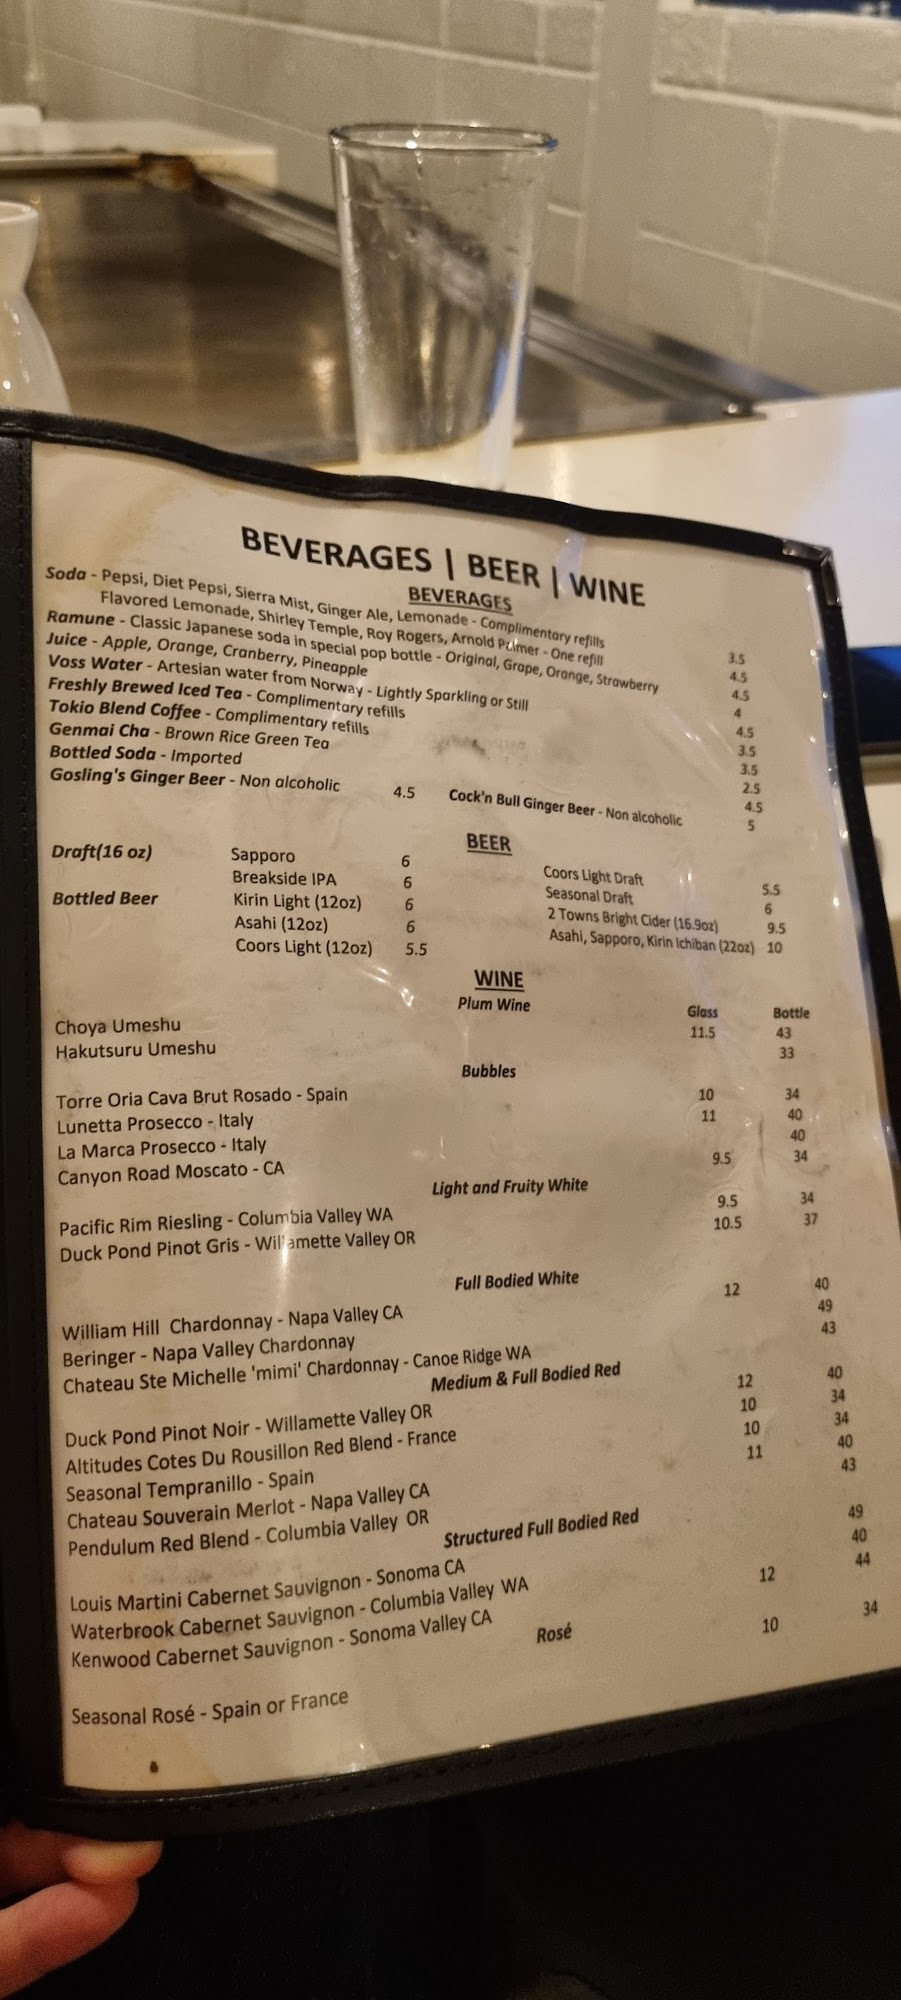 BEVERAGES | BEER | WINE
BEVERAGES
Soda - Pepsi, Diet Pepsi, Sierra Mist, Ginger Ale, Lemonade - Complimentary refills 3.5
Flavored Lemonade, Shirley Temple, Roy Rogers, Arnold Palmer - One refill 4.5
Ramune - Classic Japanese soda in special pop bottle - Original, Grape, Orange, Strawberry 4.5
Juice - Apple, Orange, Cranberry, Pineapple 4
Voss Water - Artesian water from Norway - Lightly Sparkling or Still 4.5
Freshly Brewed Iced Tea - Complimentary refills 3.5
Tokio Blend Coffee - Complimentary refills 3.5
Genmai Cha - Brown Rice Green Tea 2.5
Bottled Soda - Imported 4.5
Gosling's Ginger Beer - Non alcoholic 4.5 Cock'n Bull Ginger Beer - Non alcoholic 5
BEER
Draft(16 oz) Sapporo 6 Coors Light Draft 5.5
Breakside IPA 6 Seasonal Draft 6
Bottled Beer Kirin Light (12oz) 6 2 Towns Bright Cider (16.9oz) 9.5
Asahi (12oz) 6 Asahi, Sapporo, Kirin Ichiban (22oz) 10
Coors Light (12oz) 5.5
WINE
Plum Wine Glass Bottle
Choya Umeshu 11.5 43
Hakutsuru Umeshu 33
Bubbles
Torre Oria Cava Brut Rosado - Spain 10 34
Lunetta Prosecco - Italy 11 40
La Marca Prosecco - Italy 40
Canyon Road Moscato - CA 9.5 34
Light and Fruity White
Pacific Rim Riesling - Columbia Valley WA 9.5 34
Duck Pond Pinot Gris - Willamette Valley OR 10.5 37
Full Bodied White
William Hill Chardonnay - Napa Valley CA 12 40
Beringer - Napa Valley Chardonnay 49
Chateau Ste Michelle 'mimi' Chardonnay - Canoe Ridge WA 43
Medium & Full Bodied Red
Duck Pond Pinot Noir - Willamette Valley OR 12 40
Altitudes Cotes Du Rousillon Red Blend - France 10 34
Seasonal Tempranillo - Spain 10 34
Chateau Souverain Merlot - Napa Valley CA 11 40
Pendulum Red Blend - Columbia Valley OR 43
Structured Full Bodied Red
Louis Martini Cabernet Sauvignon - Sonoma CA 49
Waterbrook Cabernet Sauvignon - Columbia Valley WA 40
Kenwood Cabernet Sauvignon - Sonoma Valley CA 12 44
Rosé
Seasonal Rosé - Spain or France 10 34